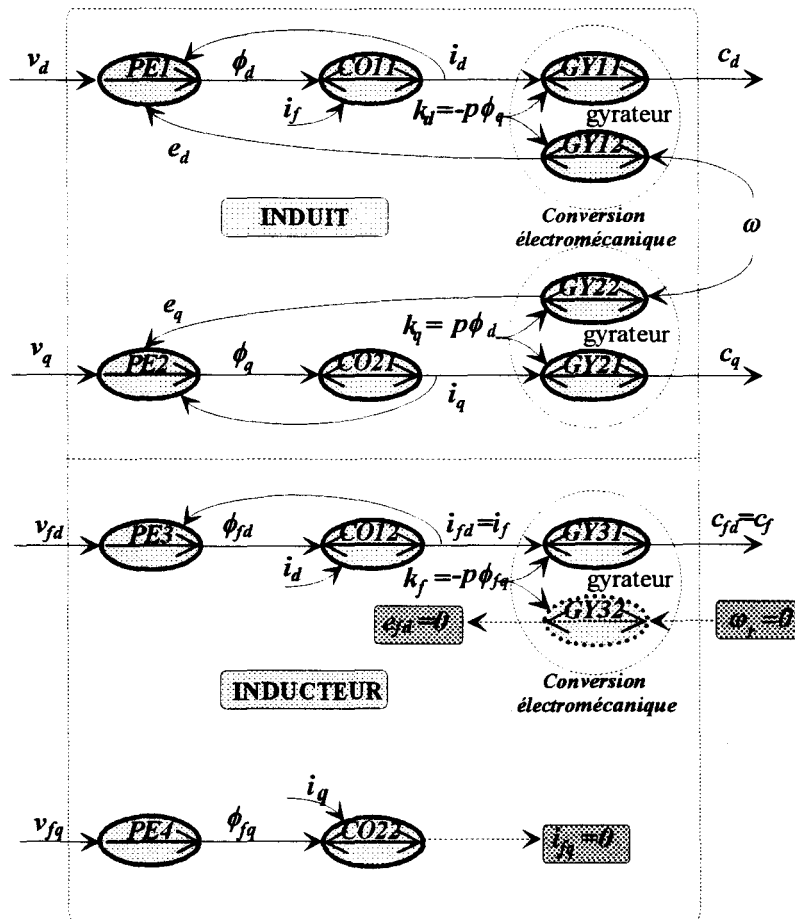 v_d PE1 ϕ_d CO11 i_d GY11 c_d
i_f k_d=-pϕ_q gyrateur
e_d GY12
INDUIT
Conversion
électromécanique
ω
e_q GY22
k_q = pϕ_d gyrateur
v_q PE2 ϕ_q CO21 i_q GY21 c_q
v_fd PE3 ϕ_fd CO12 i_fd=i_f GY31 c_fd=c_f
i_d k_f=-pϕ_fq gyrateur
e_fd=0 GY32 ω_r=0
INDUCTEUR
Conversion
électromécanique
i_q
v_fq PE4 ϕ_fq CO22 i_fq=0